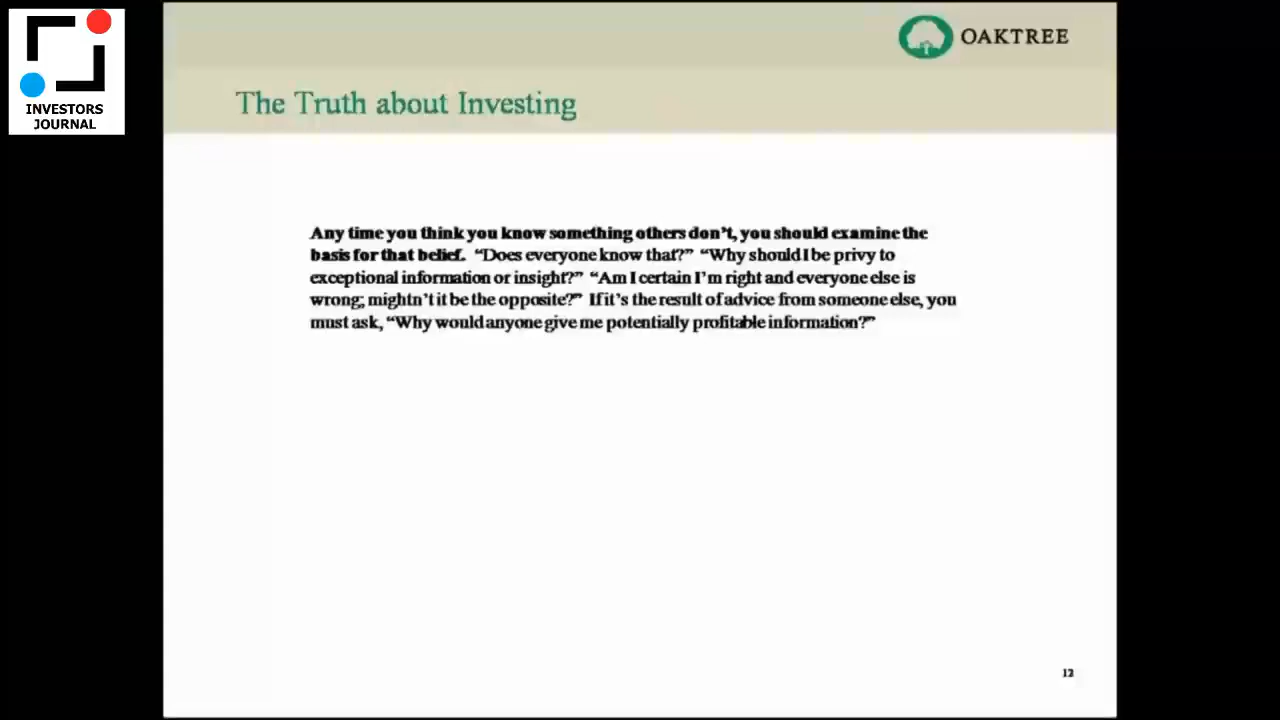 INVESTORS
JOURNAL
OAKTREE
The Truth about Investing
Any time you think you know something others don't, you should examine the
basis for that belief. “Does everyone know that?” “Why should I be privy to
exceptional information or insight?” “Am I certain I'm right and everyone else is
wrong; mightn't it be the opposite?” If it's the result of advice from someone else, you
must ask, “Why would anyone give me potentially profitable information?”
12